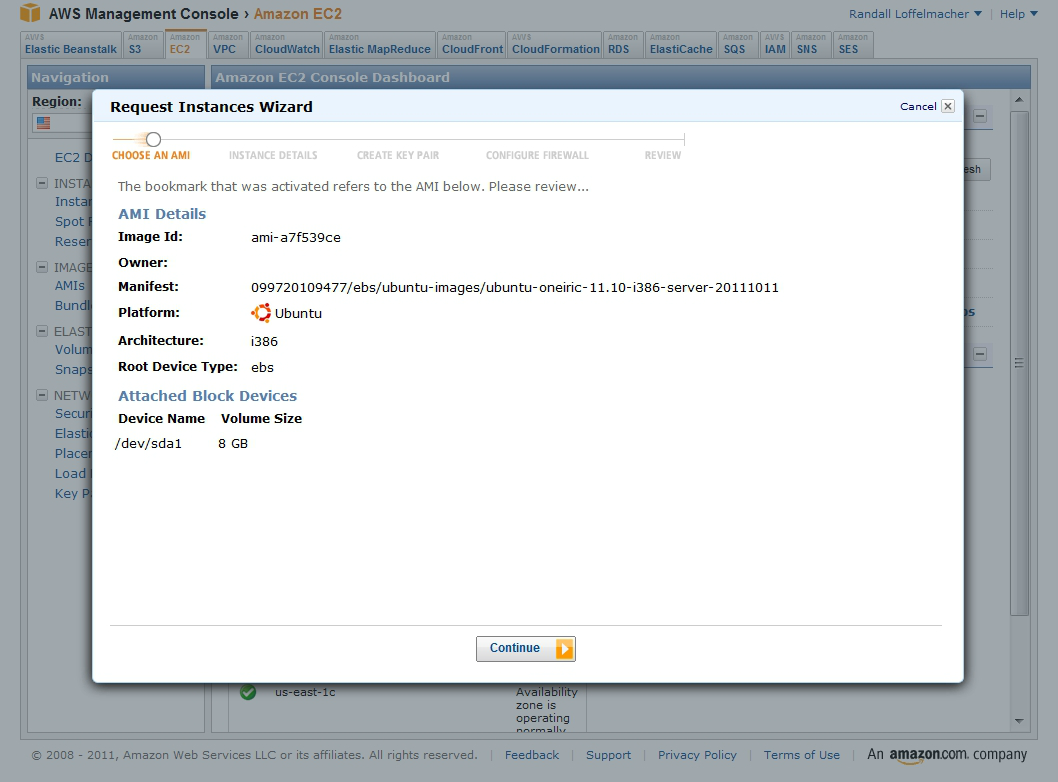 AWS Management Console › Amazon EC2
Randall Loffelmacher
Help
AWS Elastic Beanstalk
Amazon S3
Amazon EC2
Amazon VPC
Amazon CloudWatch
Amazon Elastic MapReduce
Amazon CloudFront
AWS CloudFormation
Amazon RDS
Amazon ElastiCache
Amazon SQS
AWS IAM
Amazon SNS
Amazon SES
Navigation
Amazon EC2 Console Dashboard
Region:
Request Instances Wizard
Cancel
CHOOSE AN AMI
INSTANCE DETAILS
CREATE KEY PAIR
CONFIGURE FIREWALL
REVIEW
The bookmark that was activated refers to the AMI below. Please review...
AMI Details
Image Id: ami-a7f539ce
Owner:
Manifest: 099720109477/ebs/ubuntu-images/ubuntu-oneiric-11.10-i386-server-20111011
Platform: Ubuntu
Architecture: i386
Root Device Type: ebs
Attached Block Devices
Device Name Volume Size
/dev/sda1 8 GB
Continue
EC2 D
INSTA
Instan
Spot R
Reser
IMAGE
AMIs
Bundl
ELAST
Volum
Snaps
NETW
Securi
Elastic
Placer
Load
Key P
esh
us-east-1c
Availability
zone is
operating
normally
© 2008 - 2011, Amazon Web Services LLC or its affiliates. All rights reserved.
Feedback
Support
Privacy Policy
Terms of Use
An amazon.com. company